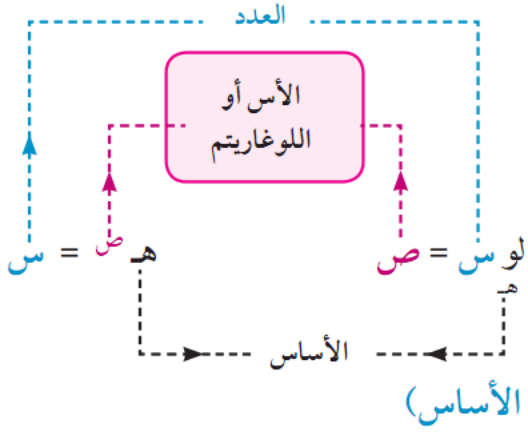 العدد
الأس أو
اللوغاريتم
لو هـ س = ص
هـ ص = س
الأساس
الأساس)